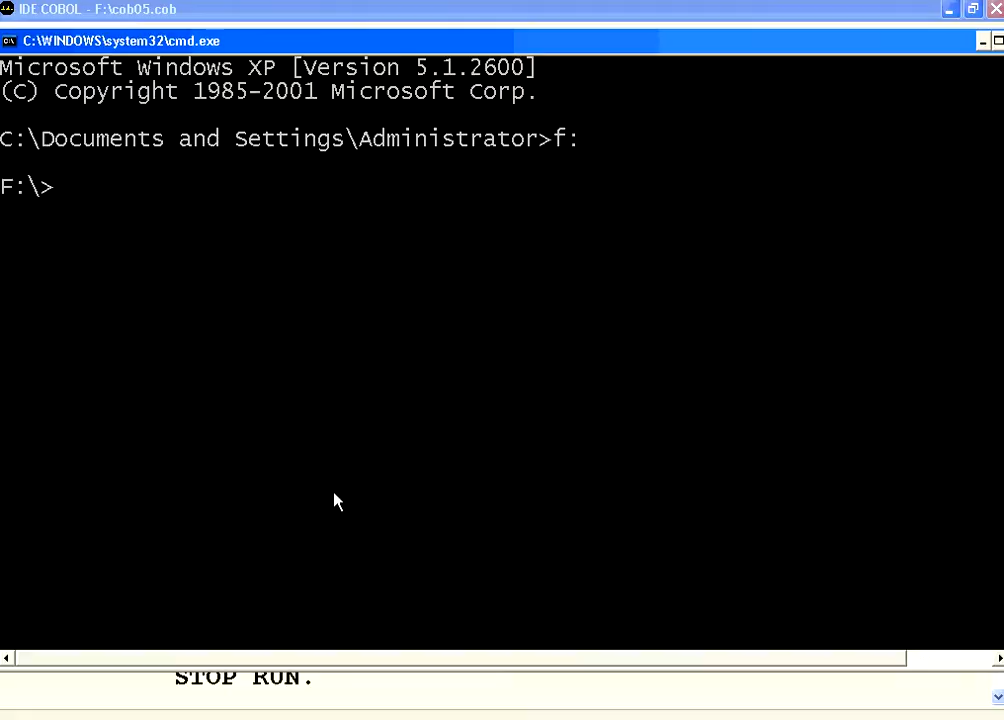 IDE COBOL - F:\cob05.cob
C:\WINDOWS\system32\cmd.exe
Microsoft Windows XP [Version 5.1.2600]
(C) Copyright 1985-2001 Microsoft Corp.
C:\Documents and Settings\Administrator>f:
F:\>
STOP RUN.